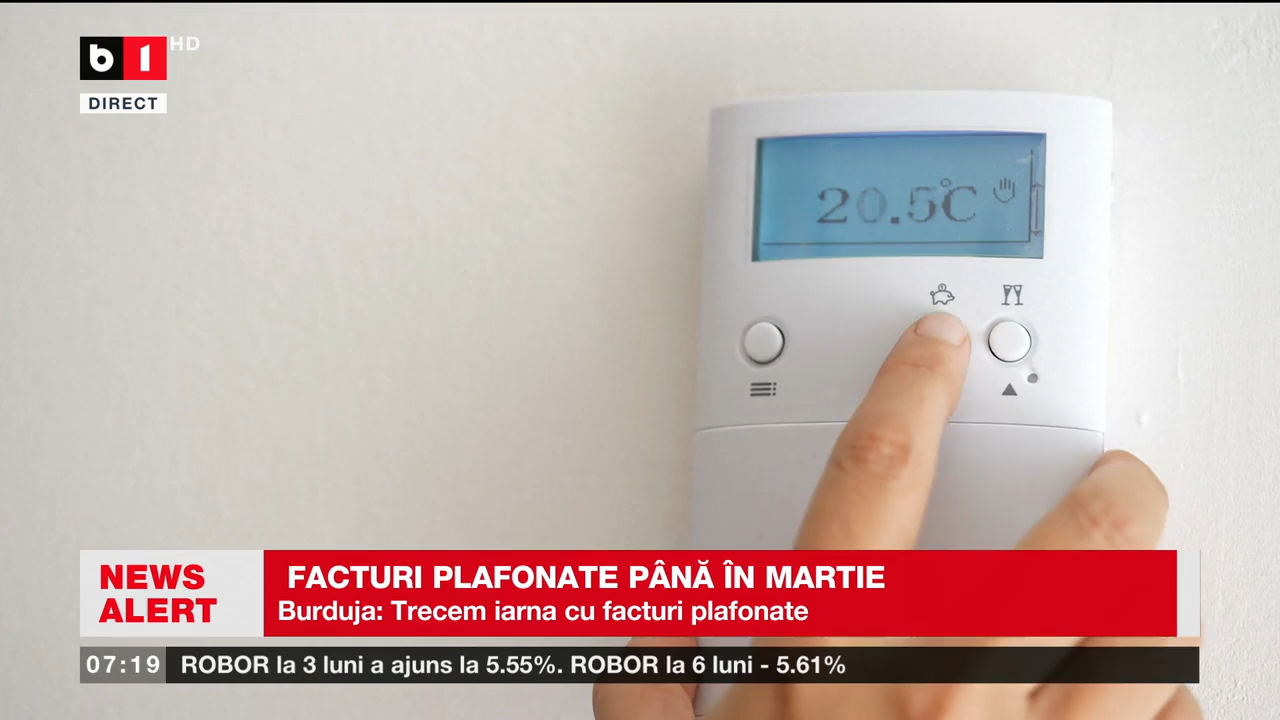 b1 HD
DIRECT
20.5°C
NEWS
ALERT
FACTURI PLAFONATE PÂNĂ ÎN MARTIE
Burduja: Trecem iarna cu facturi plafonate
07:19 ROBOR la 3 luni a ajuns la 5.55%. ROBOR la 6 luni - 5.61%